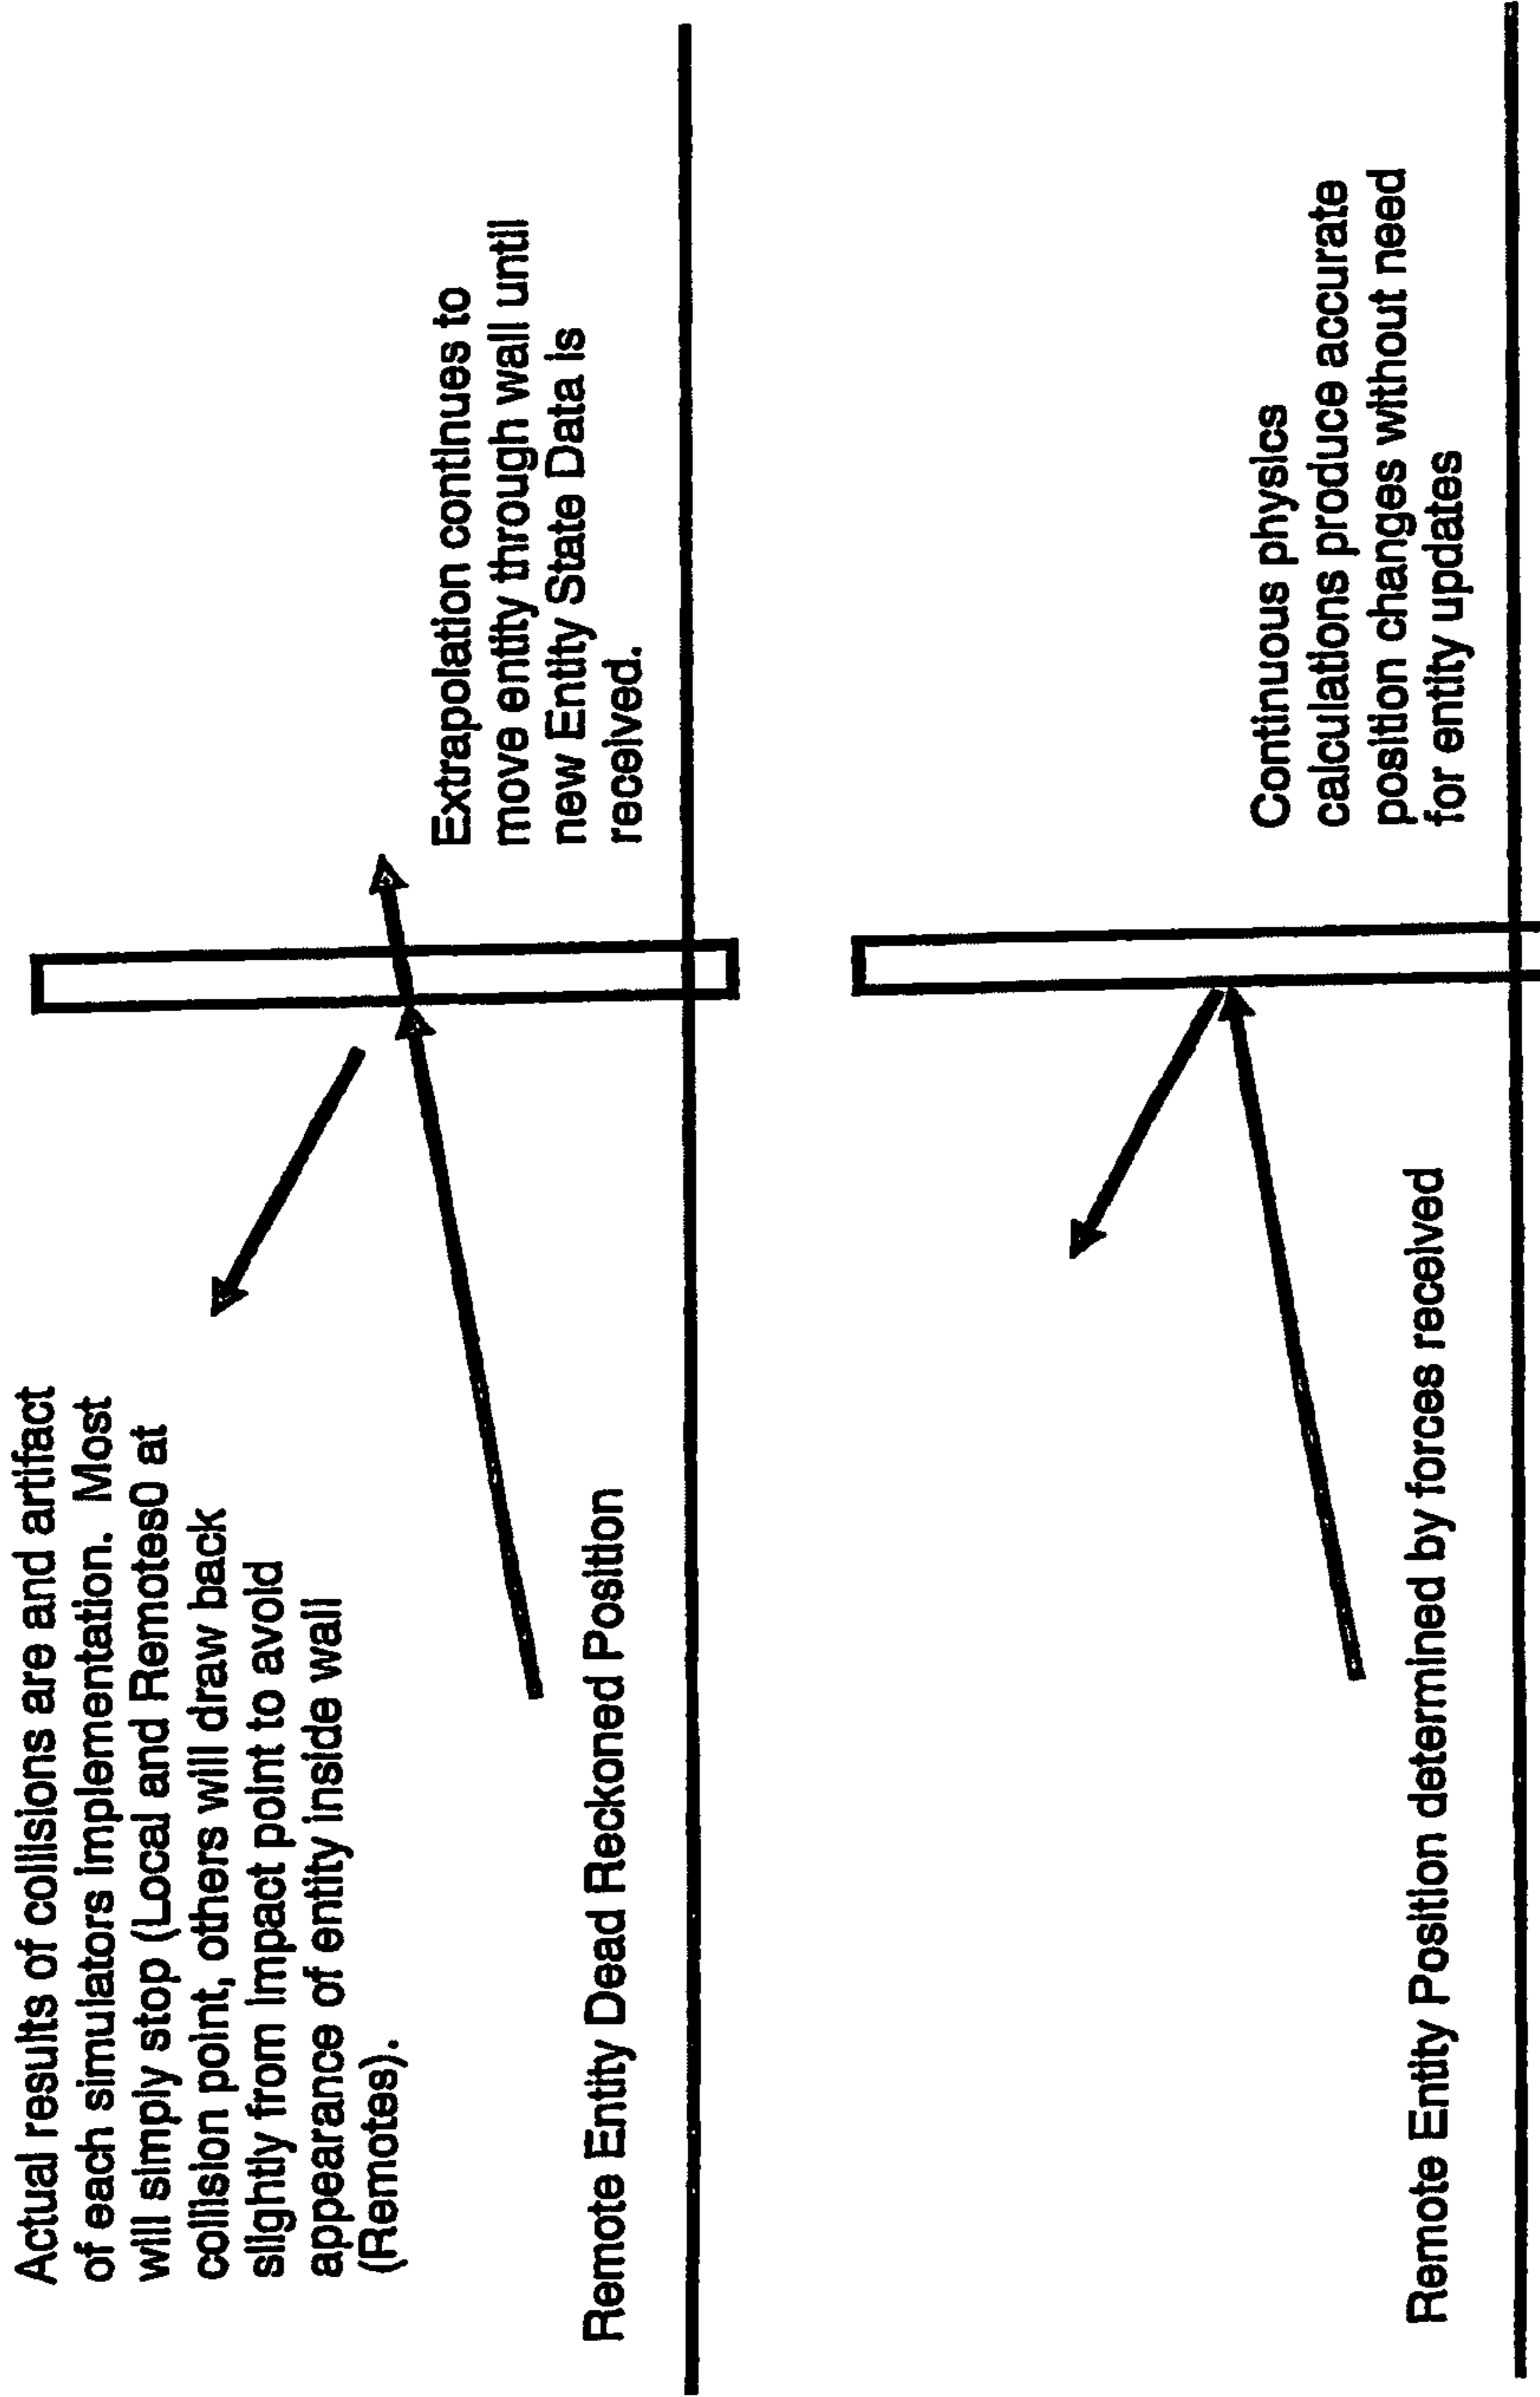 Actual results of collisions are and artifact
of each simulators implementation. Most
will simply stop (Local and Remotes0 at
collision point, others will draw back
slightly from impact point to avoid
appearance of entity inside wall
(Remotes).
Extrapolation continues to
move entity through wall until
new Entity State Data is
received.
Remote Entity Dead Reckoned Position
Continuous physics
calculations produce accurate
position changes without need
for entity updates
Remote Entity Position determined by forces received